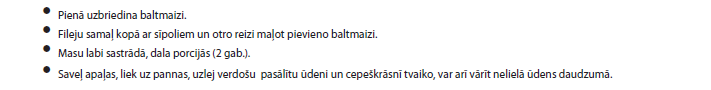 • Pienā uzbriedina baltmaizi.
• Fileju samaļ kopā ar sīpoliem un otro reizi maļot pievieno baltmaizi.
• Masu labi sastrādā, dala porcijās (2 gab.).
• Saveļ apaļas, liek uz pannas, uzlej verdošu  pasālītu ūdeni un cepeškrāsnī tvaiko, var arī vārīt nelielā ūdens daudzumā.